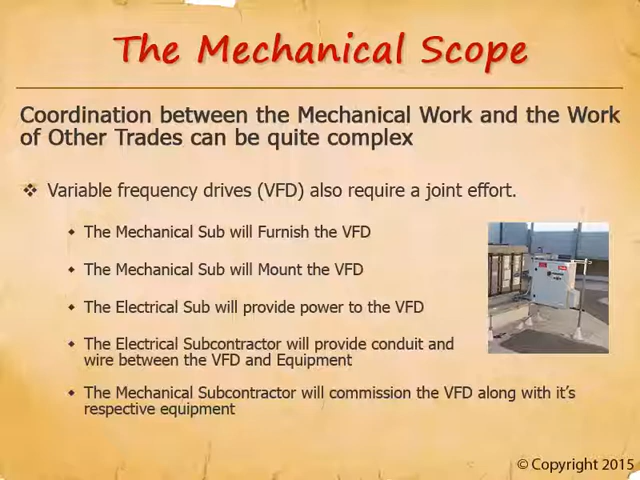 The Mechanical Scope
Coordination between the Mechanical Work and the Work
of Other Trades can be quite complex
❖ Variable frequency drives (VFD) also require a joint effort.
◆ The Mechanical Sub will Furnish the VFD
◆ The Mechanical Sub will Mount the VFD
◆ The Electrical Sub will provide power to the VFD
◆ The Electrical Subcontractor will provide conduit and
wire between the VFD and Equipment
◆ The Mechanical Subcontractor will commission the VFD along with it's
respective equipment
© Copyright 2015